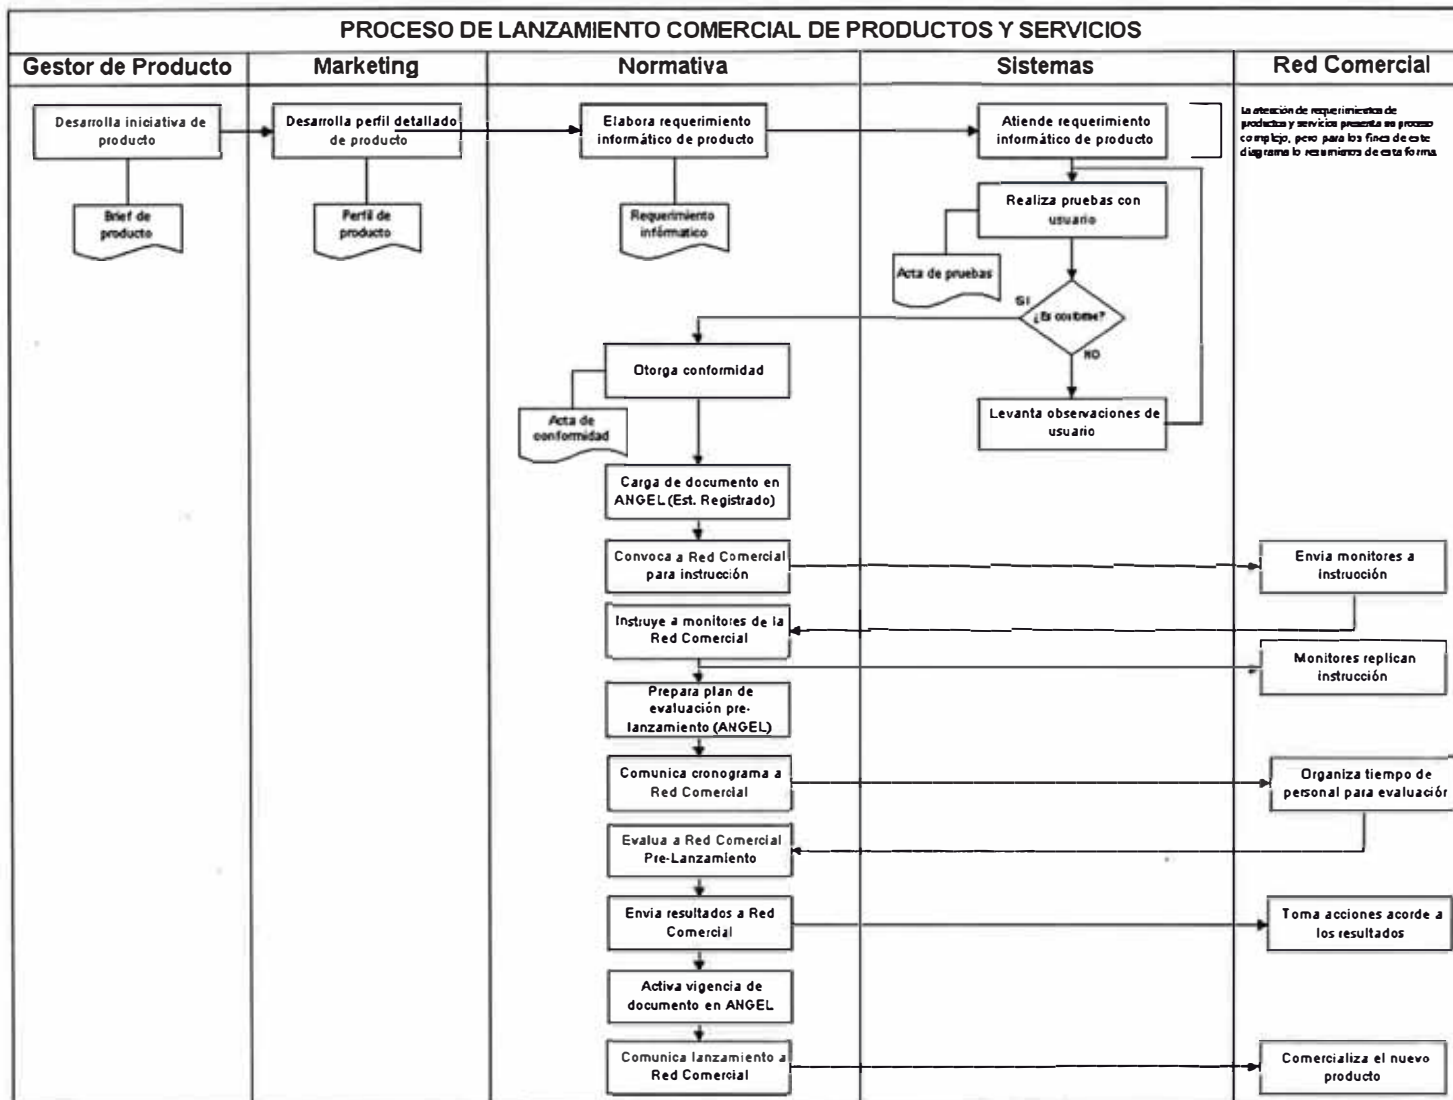 PROCESO DE LANZAMIENTO COMERCIAL DE PRODUCTOS Y SERVICIOS
Gestor de Producto
Marketing
Normativa
Sistemas
Red Comercial
Desarrolla iniciativa de
producto
Desarrolla perfil detallado
de producto
Elabora requerimiento
informático de producto
Atiende requerimiento
informático de producto
La atención de requerimientos de
productos y servicios presenta un proceso
complejo, pero para los fines de este
diagrama lo resumimos de esta forma.
Brief de
producto
Perfil de
producto
Requerimiento
infórmatico
Realiza pruebas con
usuario
Acta de pruebas
SI
¿Es conforme?
NO
Otorga conformidad
Acta de
conformidad
Levanta observaciones de
usuario
Carga de documento en
ANGEL (Est. Registrado)
Convoca a Red Comercial
para instrucción
Envia monitores a
instrucción
Instruye a monitores de la
Red Comercial
Monitores replican
instrucción
Prepara plan de
evaluación pre-
lanzamiento (ANGEL)
Comunica cronograma a
Red Comercial
Organiza tiempo de
personal para evaluación
Evalua a Red Comercial
Pre-Lanzamiento
Envia resultados a Red
Comercial
Toma acciones acorde a
los resultados
Activa vigencia de
documento en ANGEL
Comunica lanzamiento a
Red Comercial
Comercializa el nuevo
producto